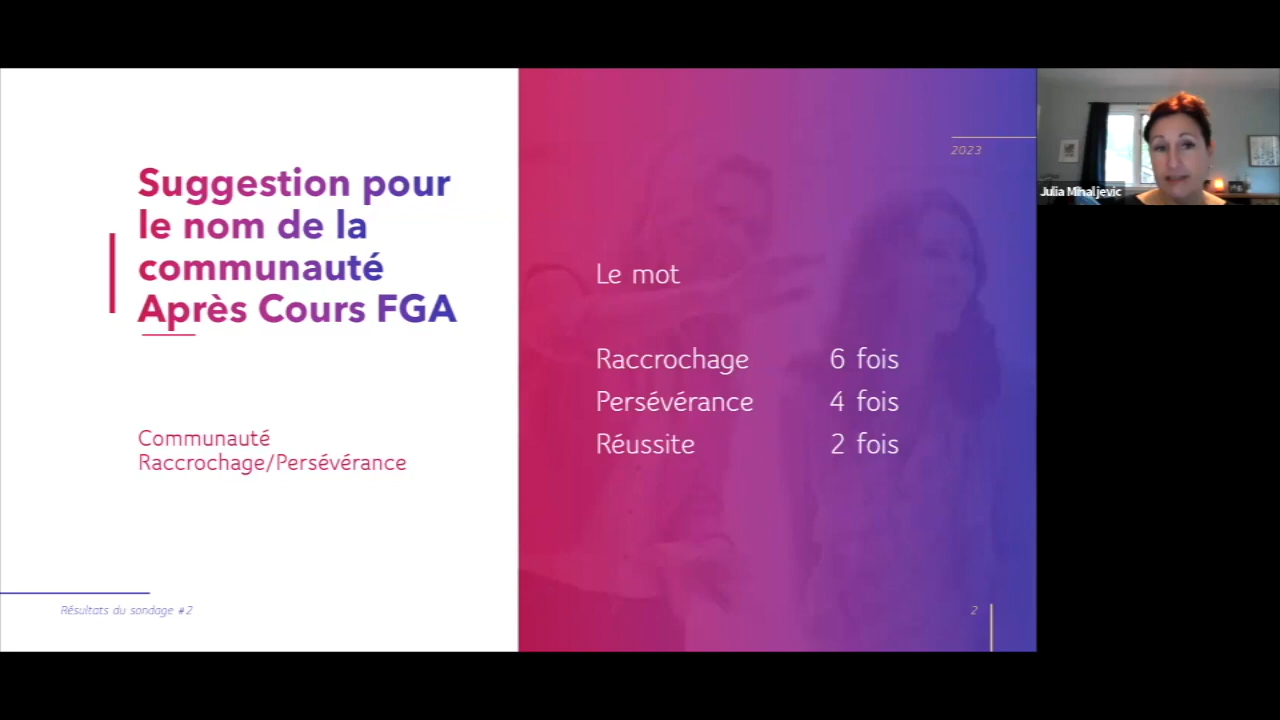 Suggestion pour
le nom de la
communauté
Après Cours FGA
Communauté
Raccrochage/Persévérance
Résultats du sondage #2
2023
Le mot
Raccrochage 6 fois
Persévérance 4 fois
Réussite 2 fois
2
Julia Mihaljevic